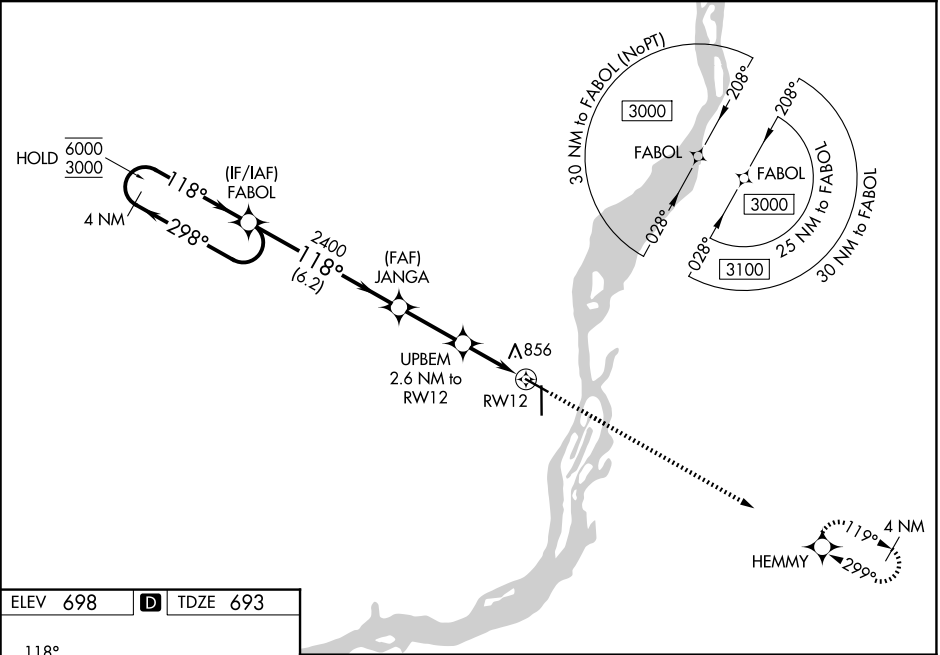 30 NM to FABOL (NoPT)
3000
208°
FABOL
028°
208°
FABOL
3000
25 NM to FABOL
30 NM to FABOL
028°
3100
HOLD 6000
3000
118°
4 NM
298°
(IF/IAF)
FABOL
2400
118°
(6.2)
(FAF)
JANGA
UPBEM
2.6 NM to
RW12
856
RW12
HEMMY
119°
4 NM
299°
ELEV 698 D TDZE 693
118°